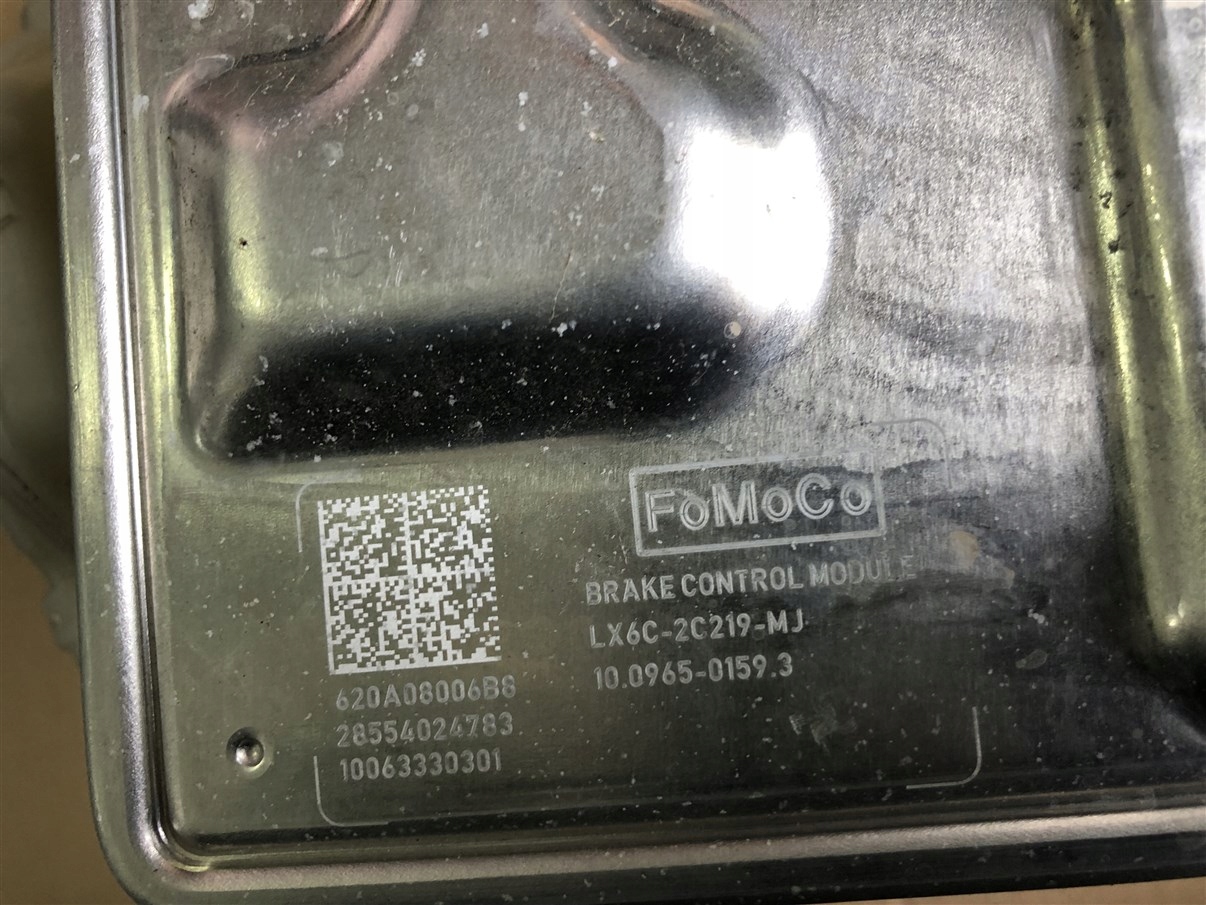 FoMoCo
BRAKE CONTROL MODULE
LX6C-2C219-MJ
10.0965-0159.3
620A08006B8
28554024783
10063330301